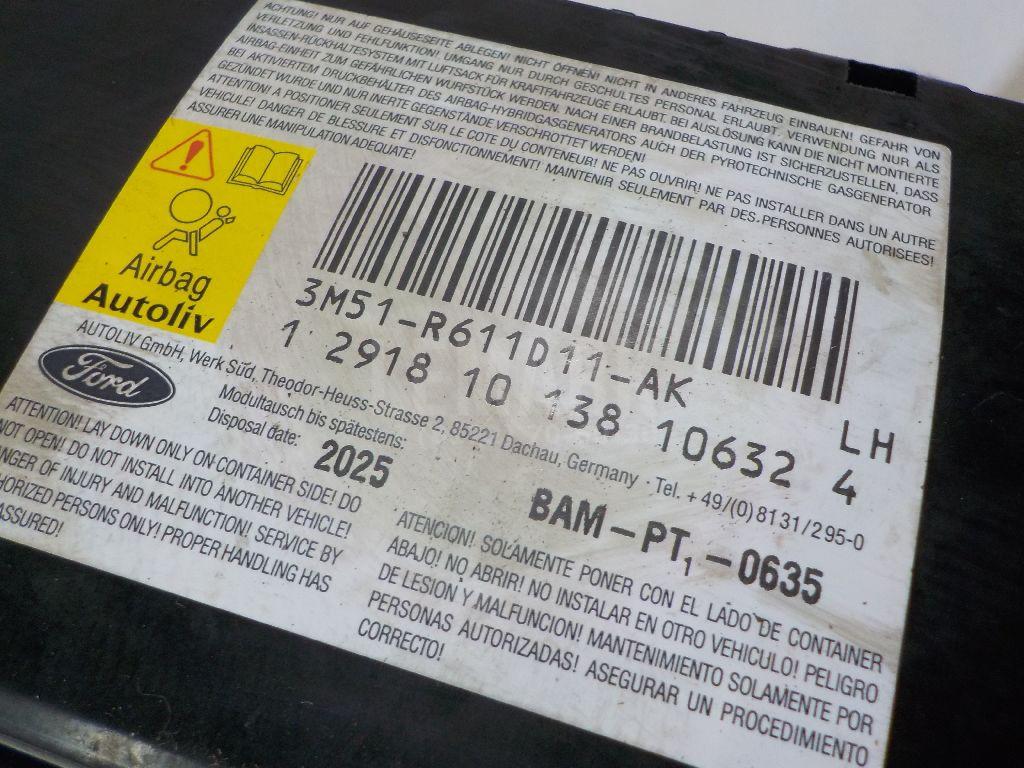 ACHTUNG! NUR AUF GEHÄUSESEITE ABLEGEN! NICHT ÖFFNEN! NICHT IN ANDERES FAHRZEUG EINBAUEN! GEFAHR VON
VERLETZUNG UND FEHLFUNKTION! UMGANG NUR DURCH GESCHULTES PERSONAL ERLAUBT. VERWENDUNG NUR ALS
INSASSEN-RÜCKHALTESYSTEM MIT LUFTSACK FÜR KRAFTFAHRZEUGE ERLAUBT. BEI AUSLÖSUNG KANN DIE NICHT MONTIERTE
AIRBAG-EINHEIT ZUM GEFÄHRLICHEN WURFSTÜCK WERDEN. NACH EINER BRANDBELASTUNG IST SICHERZUSTELLEN, DASS
BEI AKTIVIERTEM DRUCKBEHÄLTER DES AIRBAG-HYBRIDGASGENERATORS AUCH DER PYROTECHNISCHE GASGENERATOR
GEZÜNDET WURDE UND NUR INERTE GEGENSTÄNDE VERSCHROTTET WERDEN!
ATTENTION! A POSITIONER SEULEMENT SUR LE COTE DU CONTENEUR! NE PAS OUVRIR! NE PAS INSTALLER DANS UN AUTRE
VEHICULE! DANGER DE BLESSURE ET DISFONCTIONNEMENT! MAINTENIR SEULEMENT PAR DES PERSONNES AUTORISEES!
ASSURER UNE MANIPULATION ADEQUATE!
Airbag
Autoliv
3M51-R611D11-AK
LH
1 2918 10 138 10632 4
AUTOLIV GmbH, Werk Süd, Theodor-Heuss-Strasse 2, 85221 Dachau, Germany · Tel. +49/(0)8131/295-0
Ford
Modultausch bis spätestens:
Disposal date: 2025
BAM-PT₁-0635
ATTENTION! LAY DOWN ONLY ON CONTAINER SIDE! DO
NOT OPEN! DO NOT INSTALL INTO ANOTHER VEHICLE!
NGER OF INJURY AND MALFUNCTION! SERVICE BY
HORIZED PERSONS ONLY! PROPER HANDLING HAS
ASSURED!
ATENCION! SOLAMENTE PONER CON EL LADO DE CONTAINER
ABAJO! NO ABRIR! NO INSTALAR EN OTRO VEHICULO! PELIGRO
DE LESION Y MALFUNCION! MANTENIMIENTO SOLAMENTE POR
PERSONAS AUTORIZADAS! ASEGURAR UN PROCEDIMIENTO
CORRECTO!